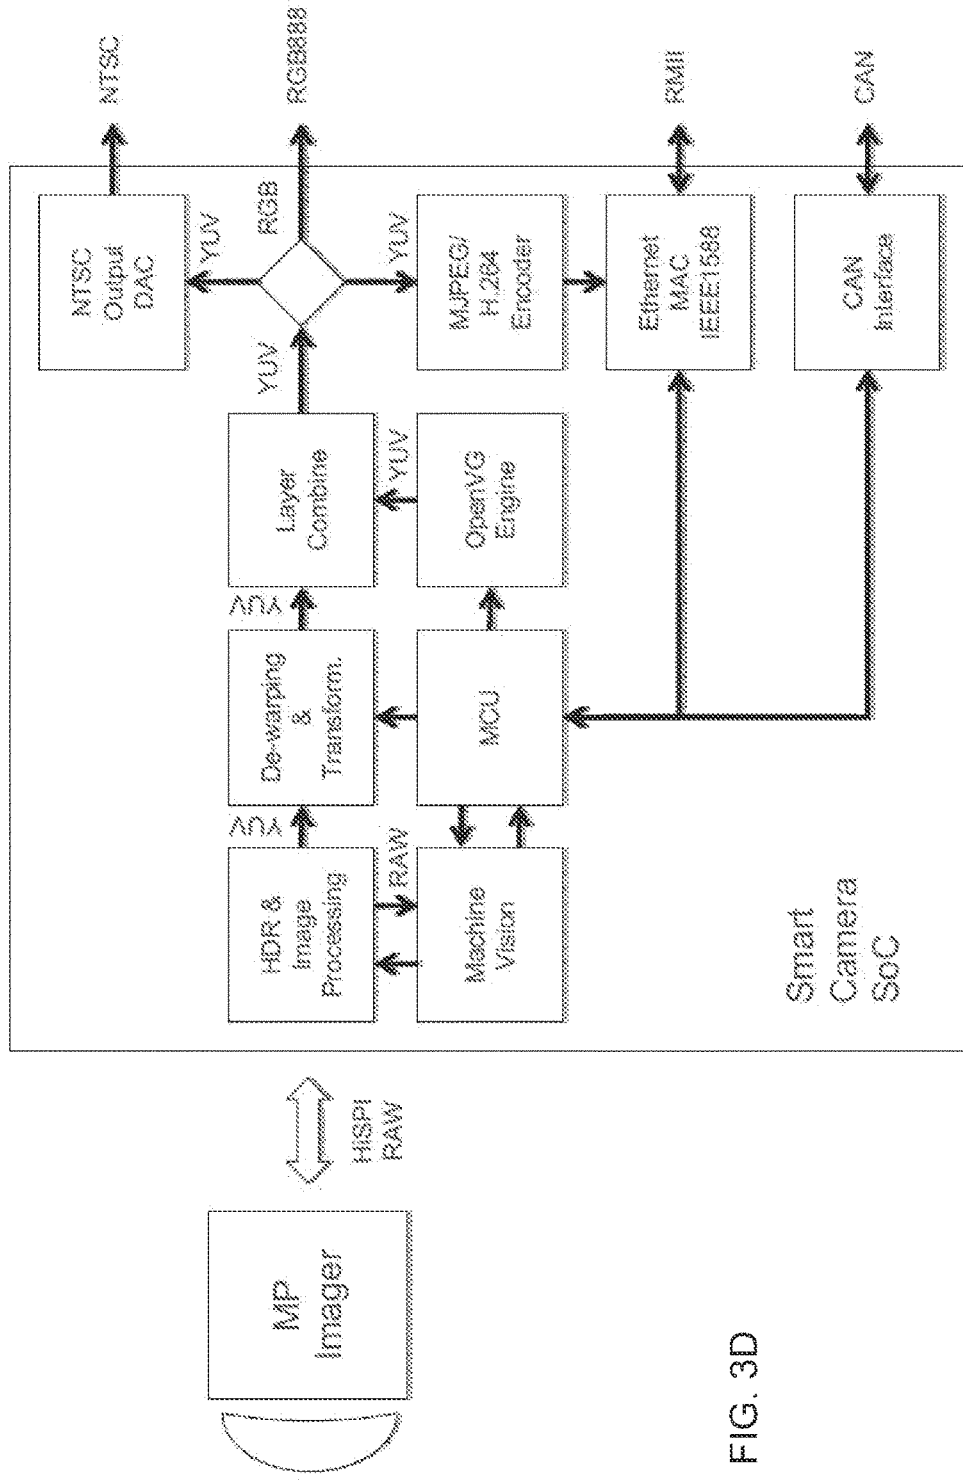 MP
Imager
HiSPI
RAW
HDR &
Image
Processing
YUV
De-warping
&
Transform.
YUV
Layer
Combine
YUV
NTSC
Output
DAC
YUV
NTSC
RGB
RGB888
RAW
Machine
Vision
MCU
OpenVG
Engine
YUV
YUV
MJPEG/
H.264
Encoder
Ethernet
MAC
IEEE1588
RMII
CAN
Interface
CAN
Smart
Camera
SoC
FIG. 3D